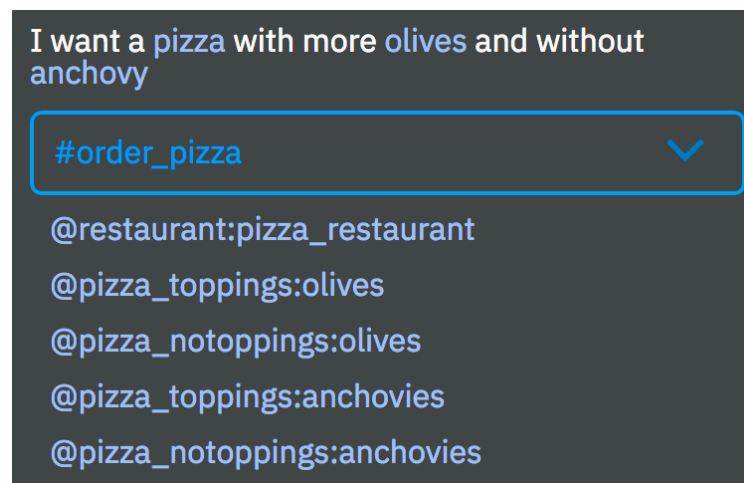 I want a pizza with more olives and without
anchovy
#order_pizza
@restaurant:pizza_restaurant
@pizza_toppings:olives
@pizza_notoppings:olives
@pizza_toppings:anchovies
@pizza_notoppings:anchovies